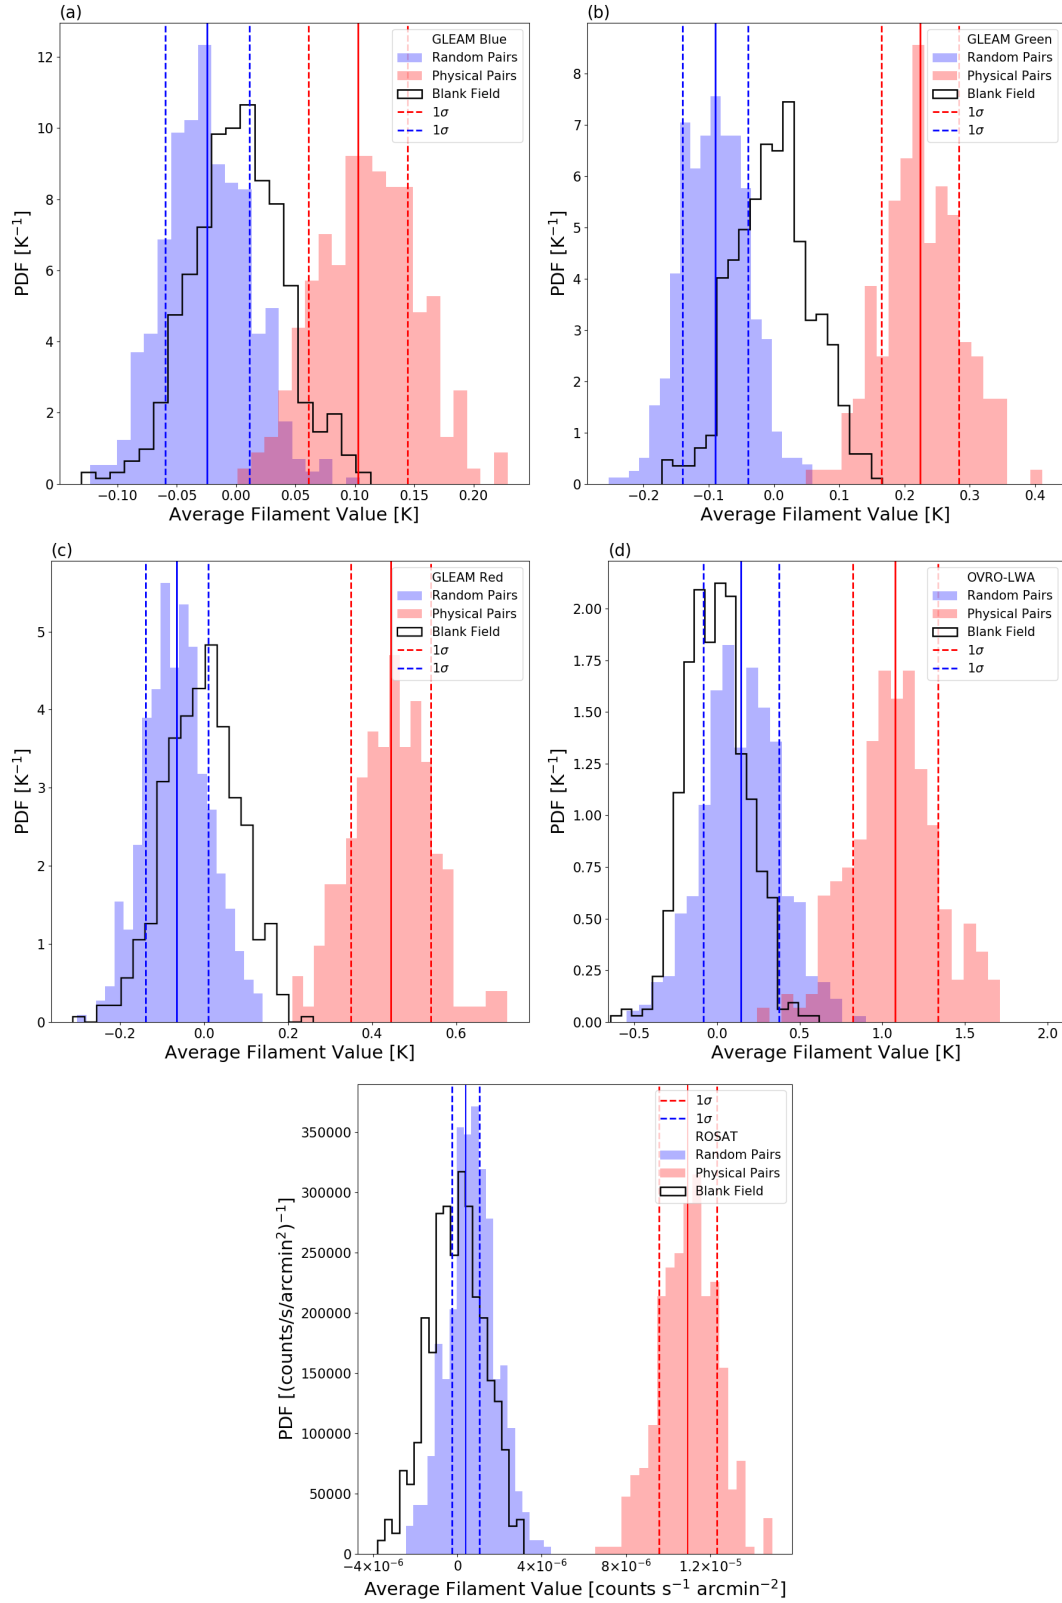 (a)
GLEAM Blue
Random Pairs
Physical Pairs
Blank Field
1σ
1σ
12
10
8
6
4
2
0
PDF [K⁻¹]
−0.10 −0.05 0.00 0.05 0.10 0.15 0.20
Average Filament Value [K]
(b)
GLEAM Green
Random Pairs
Physical Pairs
Blank Field
1σ
1σ
8
7
6
5
4
3
2
1
0
PDF [K⁻¹]
−0.2 −0.1 0.0 0.1 0.2 0.3 0.4
Average Filament Value [K]
(c)
GLEAM Red
Random Pairs
Physical Pairs
Blank Field
1σ
1σ
5
4
3
2
1
0
PDF [K⁻¹]
−0.2 0.0 0.2 0.4 0.6
Average Filament Value [K]
(d)
OVRO-LWA
Random Pairs
Physical Pairs
Blank Field
1σ
1σ
2.00
1.75
1.50
1.25
1.00
0.75
0.50
0.25
0.00
PDF [K⁻¹]
−0.5 0.0 0.5 1.0 1.5 2.0
Average Filament Value [K]
1σ
1σ
ROSAT
Random Pairs
Physical Pairs
Blank Field
350000
300000
250000
200000
150000
100000
50000
0
PDF [(counts/s/arcmin²)⁻¹]
−4×10⁻⁶ 0 4×10⁻⁶ 8×10⁻⁶ 1.2×10⁻⁵
Average Filament Value [counts s⁻¹ arcmin⁻²]